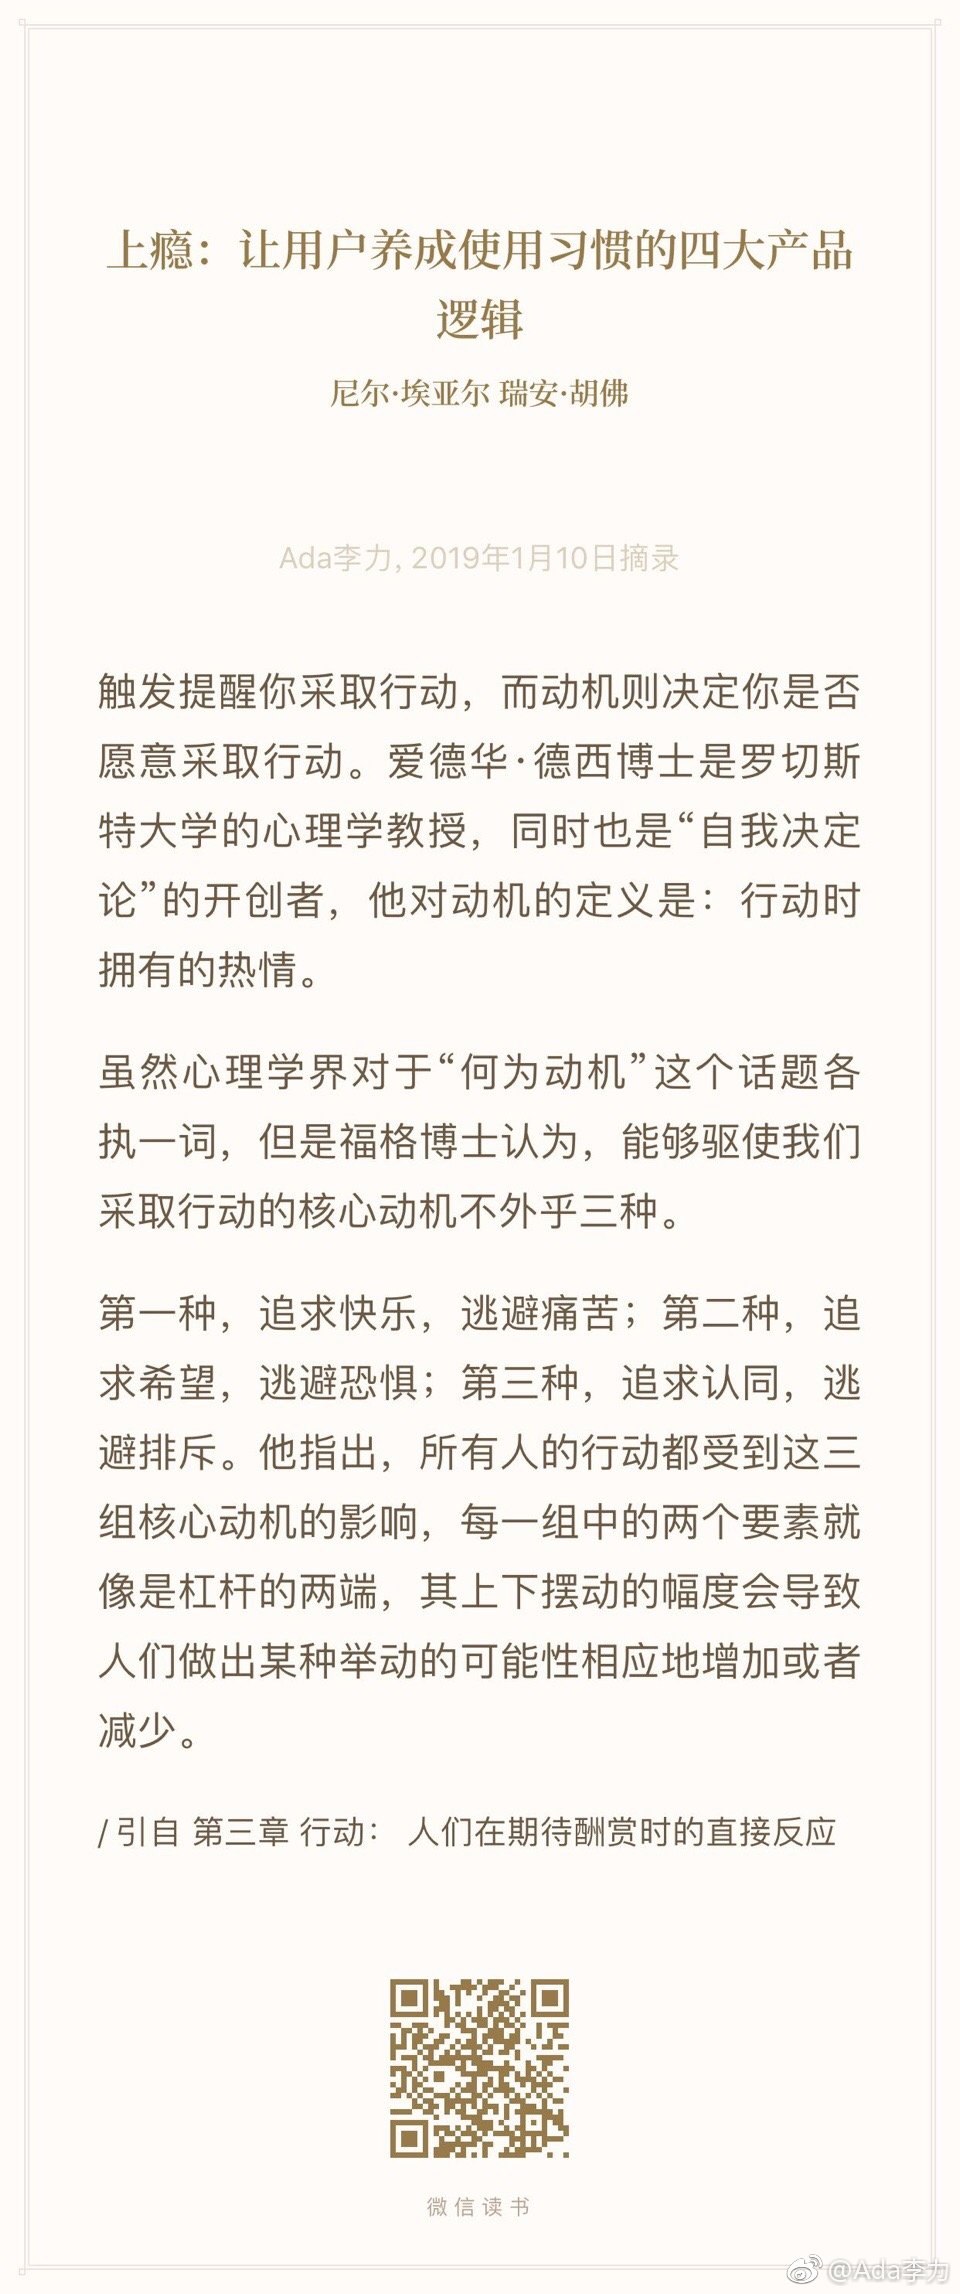 上瘾：让用户养成使用习惯的四大产品
逻辑
尼尔·埃亚尔 瑞安·胡佛
Ada李力, 2019年1月10日摘录
触发提醒你采取行动，而动机则决定你是否
愿意采取行动。爱德华·德西博士是罗切斯
特大学的心理学教授，同时也是“自我决定
论”的开创者，他对动机的定义是：行动时
拥有的热情。
虽然心理学界对于“何为动机”这个话题各
执一词，但是福格博士认为，能够驱使我们
采取行动的核心动机不外乎三种。
第一种，追求快乐，逃避痛苦；第二种，追
求希望，逃避恐惧；第三种，追求认同，逃
避排斥。他指出，所有人的行动都受到这三
组核心动机的影响，每一组中的两个要素就
像是杠杆的两端，其上下摆动的幅度会导致
人们做出某种举动的可能性相应地增加或者
减少。
/ 引自 第三章 行动： 人们在期待酬赏时的直接反应
微信读书
@Ada李力